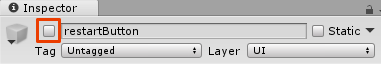 Inspector
restartButton Static
Tag Untagged Layer UI